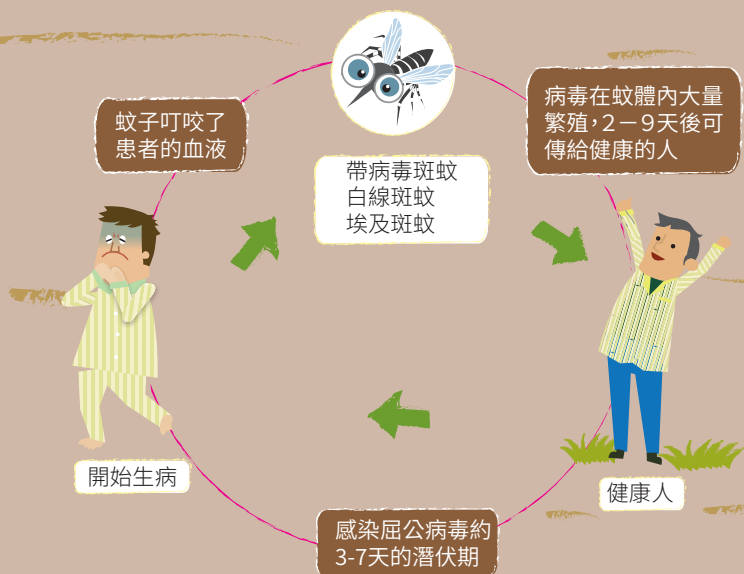 蚊子叮咬了
患者的血液
帶病毒斑蚊
白線斑蚊
埃及斑蚊
病毒在蚊體內大量
繁殖，2－9天後可
傳給健康的人
健康人
感染屈公病毒約
3-7天的潛伏期
開始生病